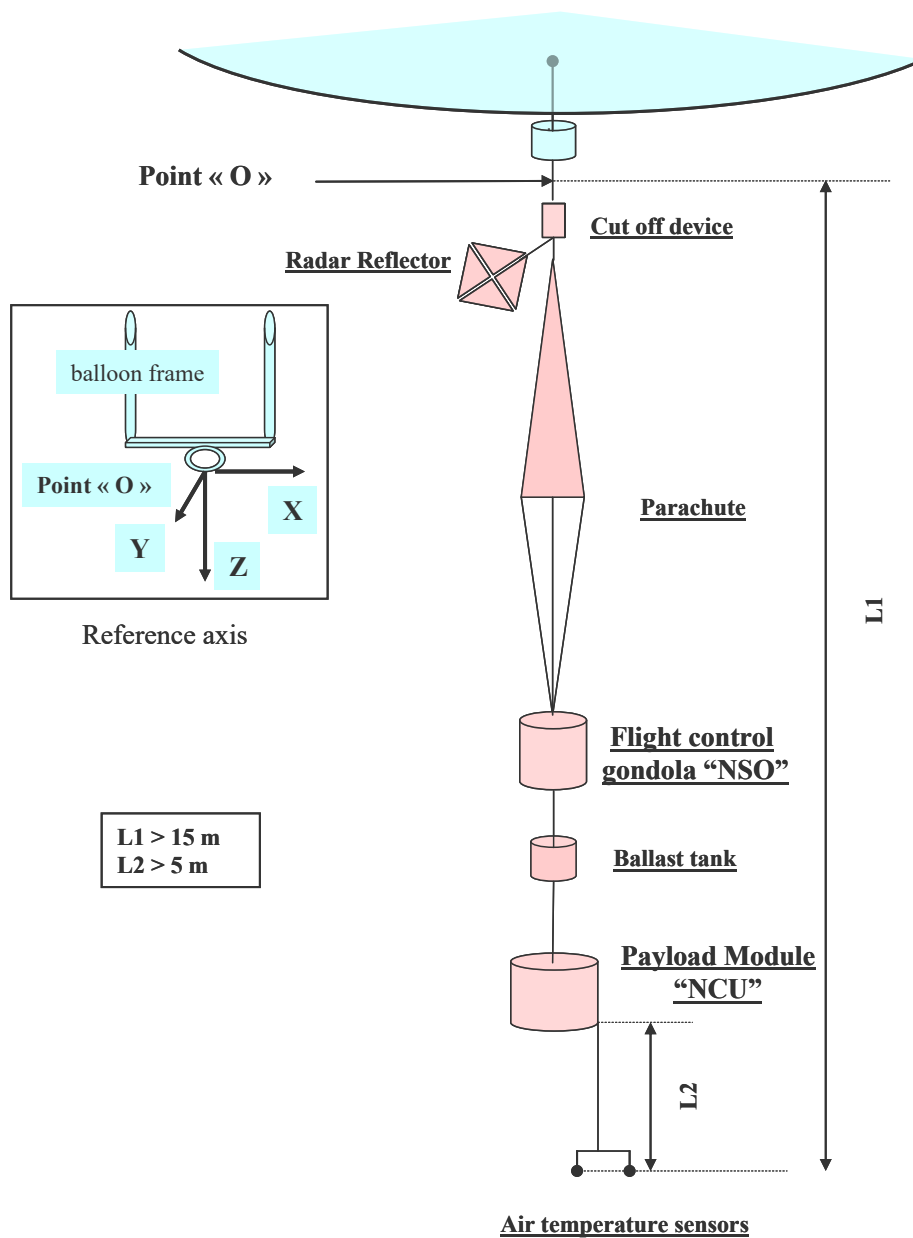 Point « O »
Cut off device
Radar Reflector
balloon frame
Point « O »
X
Y
Z
Reference axis
Parachute
L1
Flight control
gondola “NSO”
L1 > 15 m
L2 > 5 m
Ballast tank
Payload Module
“NCU”
L2
Air temperature sensors